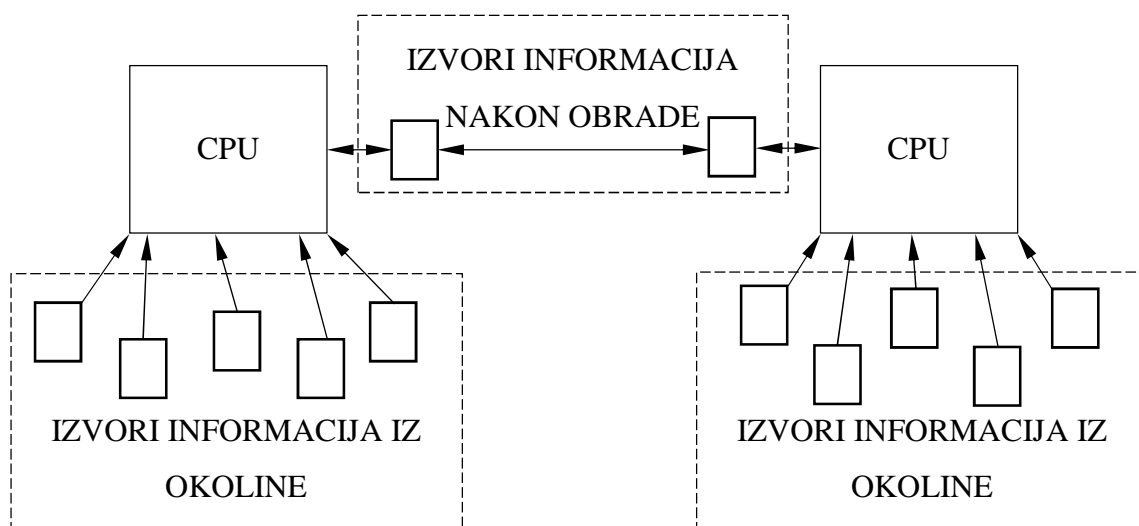 IZVORI INFORMACIJA
NAKON OBRADE
CPU
CPU
IZVORI INFORMACIJA IZ
OKOLINE
IZVORI INFORMACIJA IZ
OKOLINE